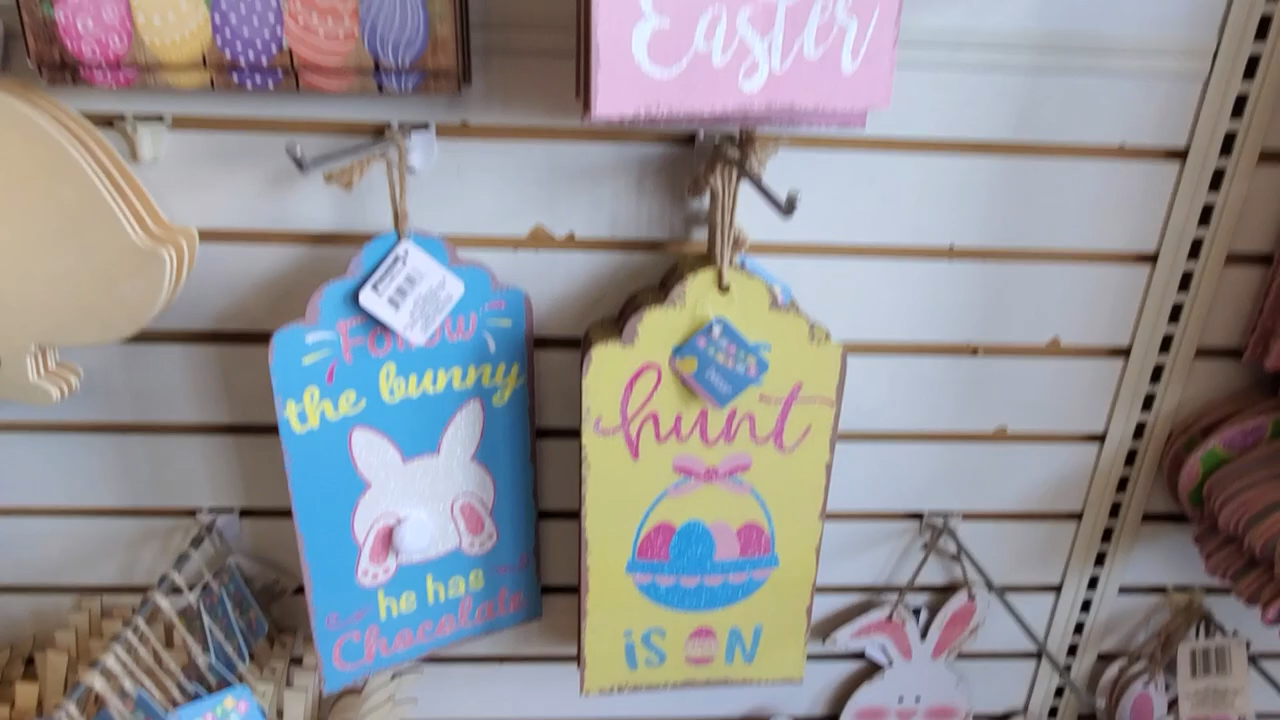 Easter
Follow
the bunny
he has
Chocolate
hunt
is ON